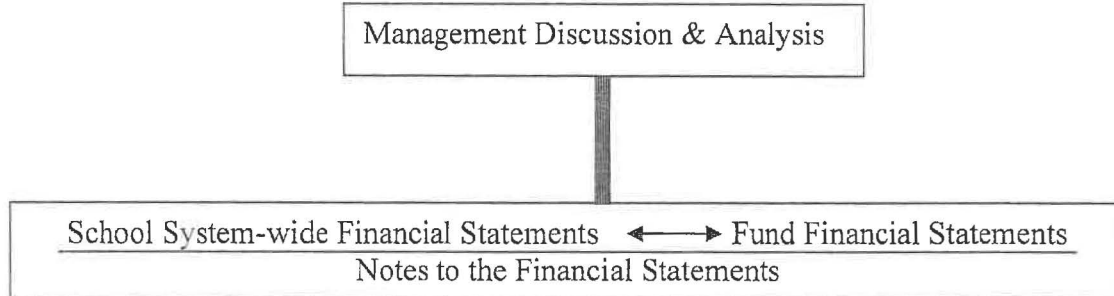 Management Discussion & Analysis
School System-wide Financial Statements ↔ Fund Financial Statements
Notes to the Financial Statements